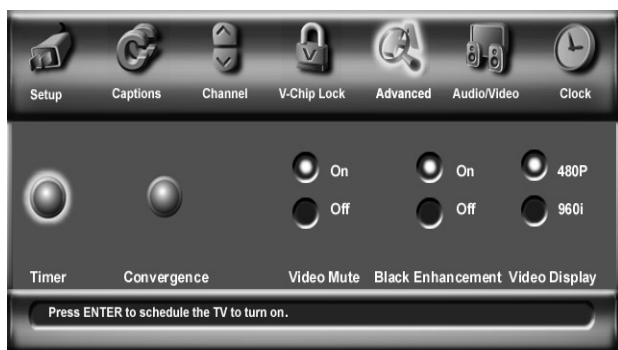 Setup Captions Channel V-Chip Lock Advanced Audio/Video Clock
On On 480P
Off Off 960i
Timer Convergence Video Mute Black Enhancement Video Display
Press ENTER to schedule the TV to turn on.